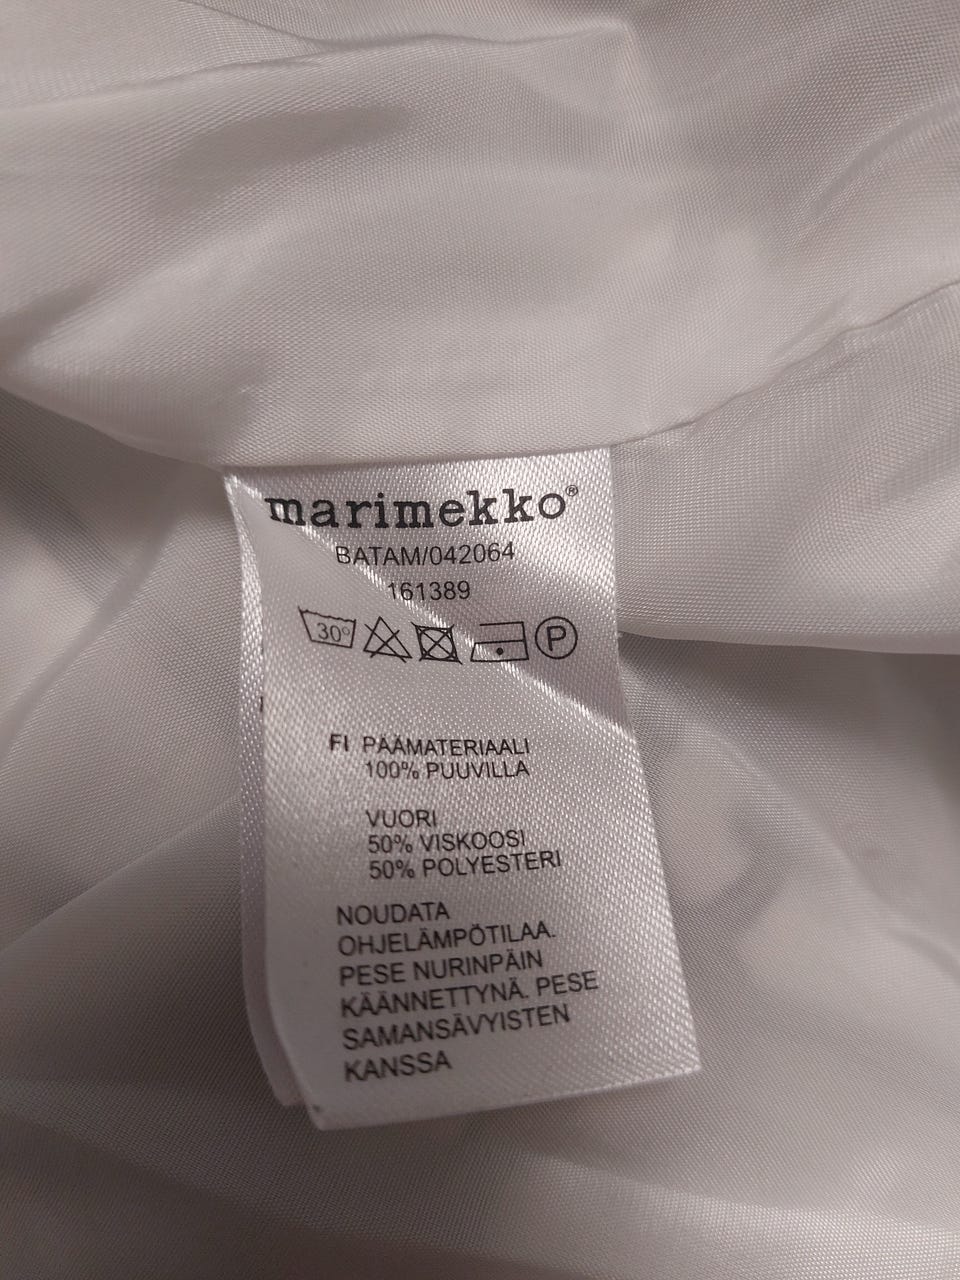 marimekko®
BATAM/042064
161389
30° P
FI PÄÄMATERIAALI
100% PUUVILLA
VUORI
50% VISKOOSI
50% POLYESTERI
NOUDATA
OHJELÄMPÖTILAA.
PESE NURINPÄIN
KÄÄNNETTYNÄ. PESE
SAMANSÄVYISTEN
KANSSA